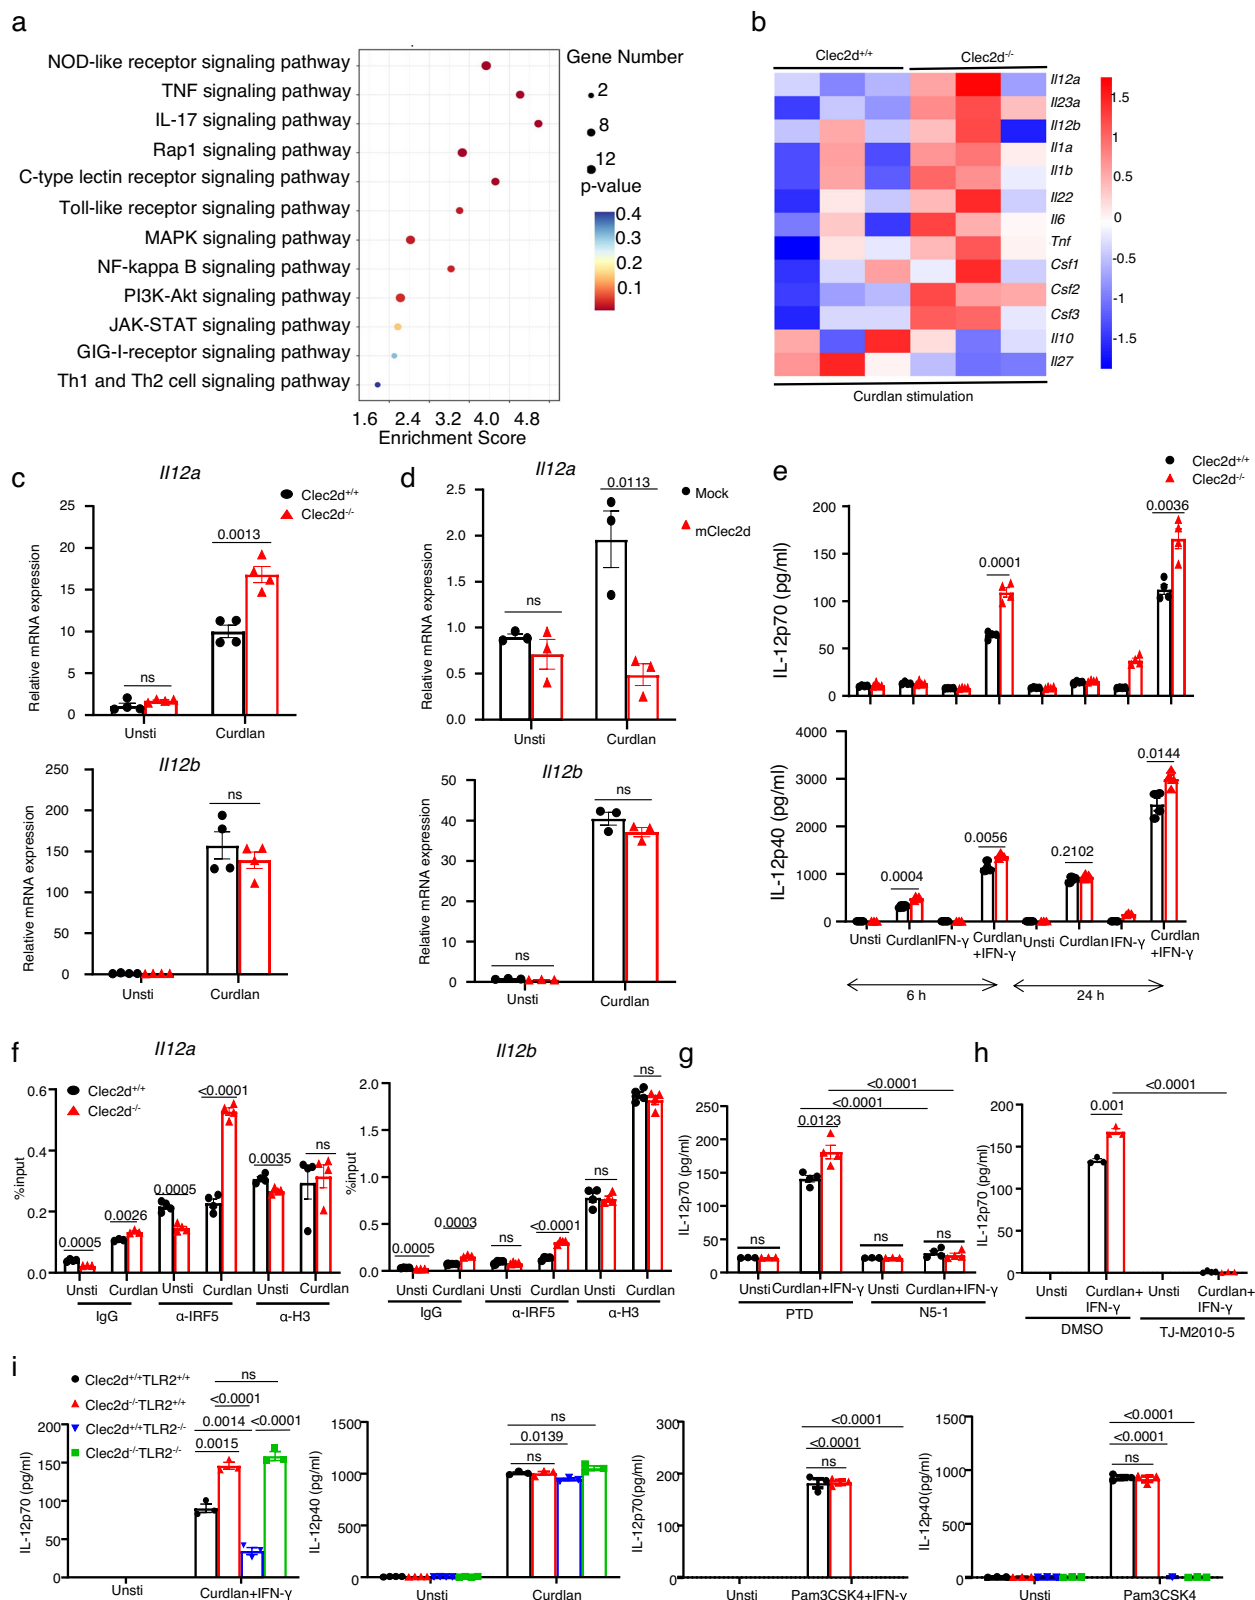 a
NOD-like receptor signaling pathway
TNF signaling pathway
IL-17 signaling pathway
Rap1 signaling pathway
C-type lectin receptor signaling pathway
Toll-like receptor signaling pathway
MAPK signaling pathway
NF-kappa B signaling pathway
PI3K-Akt signaling pathway
JAK-STAT signaling pathway
GIG-I-receptor signaling pathway
Th1 and Th2 cell signaling pathway
1.6 2.4 3.2 4.0 4.8
Enrichment Score
Gene Number
2
8
12
p-value
0.4
0.3
0.2
0.1
b
Clec2d+/+ Clec2d-/-
Il12a
Il23a
Il12b
Il1a
Il1b
Il22
Il6
Tnf
Csf1
Csf2
Csf3
Il10
Il27
Curdlan stimulation
1.5
1
0.5
0
-0.5
-1
-1.5
c
Il12a
Clec2d+/+
Clec2d-/-
Relative mRNA expression
25
20
15
10
5
0
ns
0.0013
Unsti Curdlan
Il12b
Relative mRNA expression
250
200
150
100
50
0
ns
Unsti Curdlan
d
Il12a
Mock
mClec2d
Relative mRNA expression
2.5
2.0
1.5
1.0
0.5
0.0
ns
0.0113
Unsti Curdlan
Il12b
Relative mRNA expression
50
40
30
20
10
0
ns
ns
Unsti Curdlan
e
Clec2d+/+
Clec2d-/-
IL-12p70 (pg/ml)
200
150
100
50
0
0.0001
0.0036
IL-12p40 (pg/ml)
4000
3000
2000
1000
0
0.0004
0.0056
0.2102
0.0144
Unsti Curdlan IFN-γ Curdlan +IFN-γ Unsti Curdlan IFN-γ Curdlan +IFN-γ
6 h 24 h
f
Il12a
Clec2d+/+
Clec2d-/-
%input
0.6
0.4
0.2
0.0
0.0005
0.0026
0.0005
<0.0001
0.0035
ns
Unsti Curdlan Unsti Curdlan Unsti Curdlan
IgG α-IRF5 α-H3
Il12b
%input
2.0
1.5
1.0
0.5
0.0
0.0005
0.0003
ns
<0.0001
ns
ns
Unsti Curdlani Unsti Curdlan Unsti Curdlan
IgG α-IRF5 α-H3
g
IL-12p70 (pg/ml)
250
200
150
100
50
0
<0.0001
<0.0001
0.0123
ns
ns
ns
Unsti Curdlan+IFN-γ Unsti Curdlan+IFN-γ
PTD N5-1
h
IL-12p70 (pg/ml)
200
150
100
50
0
<0.0001
0.001
Unsti Curdlan+ IFN-γ Unsti Curdlan+ IFN-γ
DMSO TJ-M2010-5
i
Clec2d+/+TLR2+/+
Clec2d-/-TLR2+/+
Clec2d+/+TLR2-/-
Clec2d-/-TLR2-/-
IL-12p70 (pg/ml)
200
150
100
50
0
ns
<0.0001
0.0014 <0.0001
0.0015
Unsti Curdlan+IFN-γ
IL-12p40 (pg/ml)
1500
1000
500
0
ns
0.0139
ns
Unsti Curdlan
IL-12p70(pg/ml)
300
200
100
0
<0.0001
<0.0001
ns
Unsti Pam3CSK4+IFN-γ
IL-12p40(pg/ml)
1500
1000
500
0
<0.0001
<0.0001
ns
Unsti Pam3CSK4